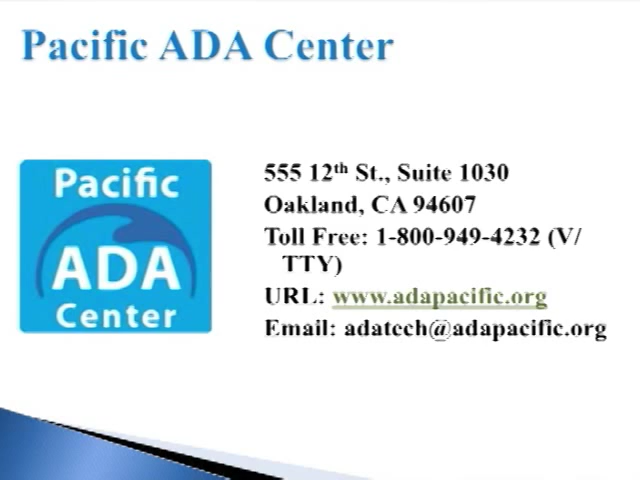 Pacific ADA Center
Pacific
ADA
Center
555 12th St., Suite 1030
Oakland, CA 94607
Toll Free: 1-800-949-4232 (V/
TTY)
URL: www.adapacific.org
Email: adatech@adapacific.org